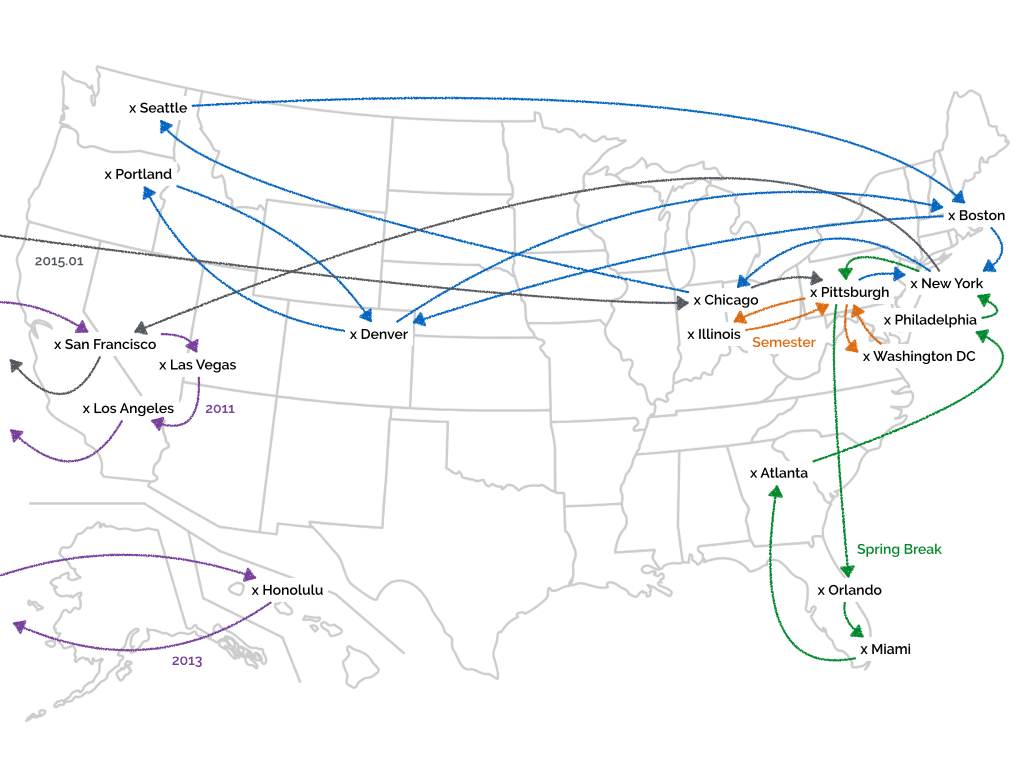 x Seattle
x Portland
x Boston
2015.01
x New York
x Pittsburgh
x Chicago
x Philadelphia
x Illinois
x Denver
Semester
x San Francisco
x Washington DC
x Las Vegas
x Los Angeles
2011
x Atlanta
Spring Break
x Honolulu
x Orlando
x Miami
2013